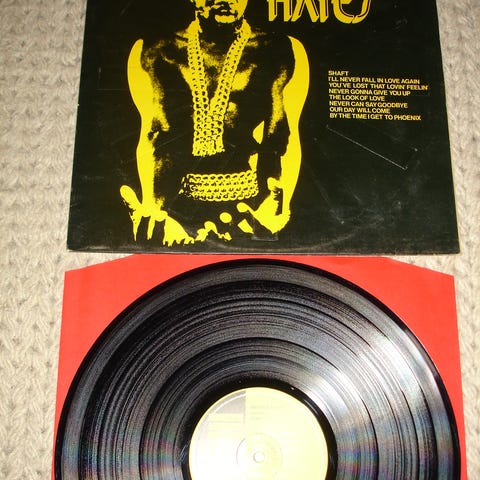 HAYES
SHAFT
I'LL NEVER FALL IN LOVE AGAIN
YOU'VE LOST THAT LOVIN' FEELIN'
NEVER GONNA GIVE YOU UP
THE LOOK OF LOVE
NEVER CAN SAY GOODBYE
OUR DAY WILL COME
BY THE TIME I GET TO PHOENIX